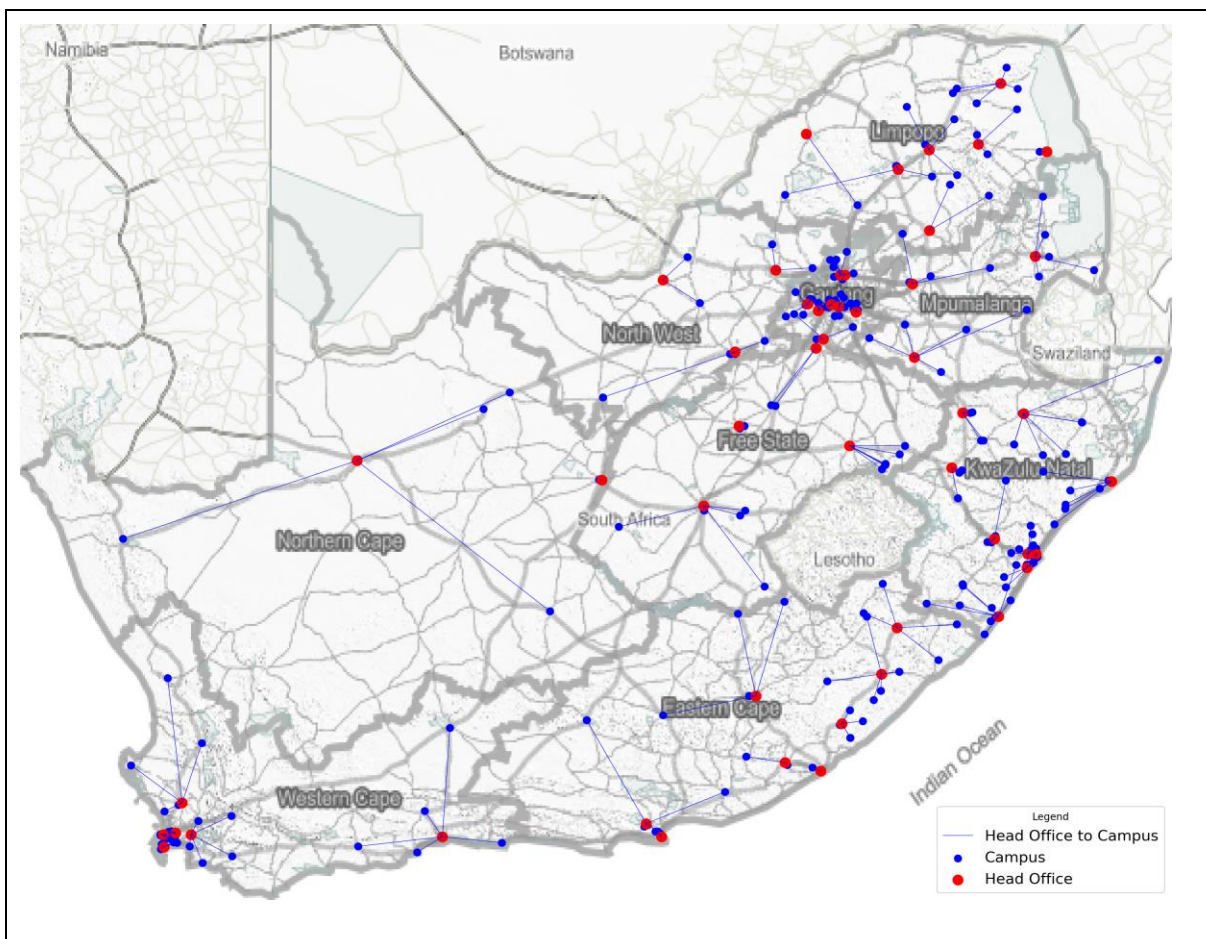 Namibia
Botswana
Limpopo
Gauteng
Mpumalanga
North West
Swaziland
Free State
KwaZulu Natal
South Africa
Northern Cape
Lesotho
Eastern Cape
Indian Ocean
Western Cape
Legend
Head Office to Campus
Campus
Head Office